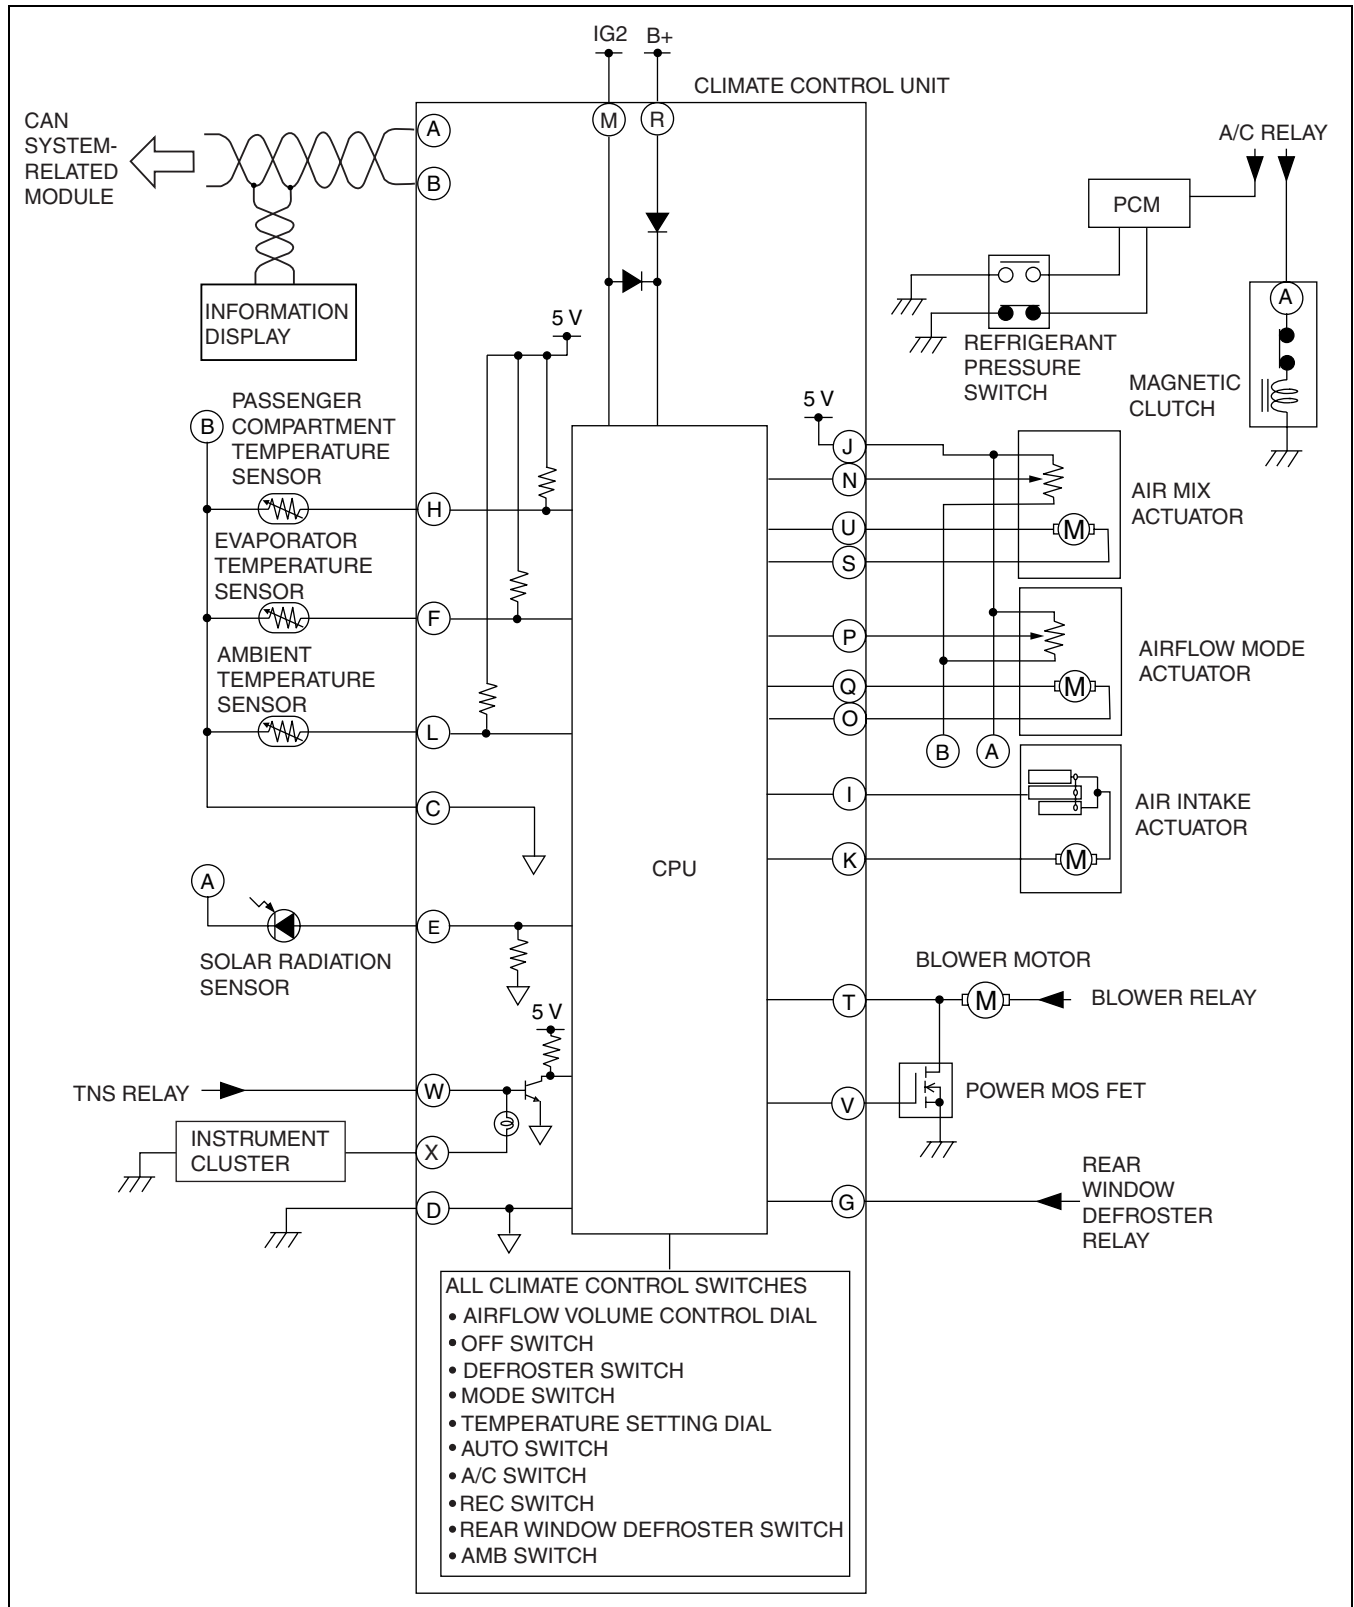 IG2 B+
CLIMATE CONTROL UNIT
CAN
SYSTEM-
RELATED
MODULE
A
B
M
R
INFORMATION
DISPLAY
5 V
A/C RELAY
PCM
REFRIGERANT
PRESSURE
SWITCH
A
MAGNETIC
CLUTCH
B
PASSENGER
COMPARTMENT
TEMPERATURE
SENSOR
H
EVAPORATOR
TEMPERATURE
SENSOR
F
AMBIENT
TEMPERATURE
SENSOR
L
C
A
E
SOLAR RADIATION
SENSOR
5 V
TNS RELAY
W
INSTRUMENT
CLUSTER
X
D
CPU
5 V
J
N
U
S
M
AIR MIX
ACTUATOR
P
Q
O
M
AIRFLOW MODE
ACTUATOR
B
A
I
K
M
AIR INTAKE
ACTUATOR
BLOWER MOTOR
T
M
BLOWER RELAY
V
POWER MOS FET
G
REAR
WINDOW
DEFROSTER
RELAY
ALL CLIMATE CONTROL SWITCHES
• AIRFLOW VOLUME CONTROL DIAL
• OFF SWITCH
• DEFROSTER SWITCH
• MODE SWITCH
• TEMPERATURE SETTING DIAL
• AUTO SWITCH
• A/C SWITCH
• REC SWITCH
• REAR WINDOW DEFROSTER SWITCH
• AMB SWITCH